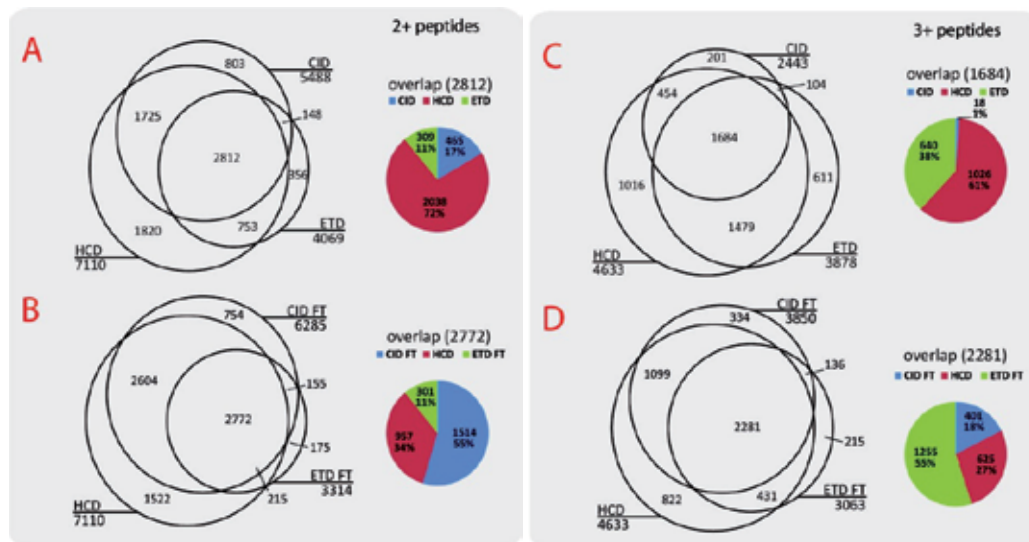 A
2+ peptides
803
CID
5488
overlap (2812)
CID HCD ETD
1725
148
309
11%
465
17%
2812
356
2038
72%
1820
753
ETD
4069
HCD
7110
B
754
CID FT
6285
overlap (2772)
CID FT HCD ETD FT
2604
155
301
11%
2772
957
34%
1514
55%
175
1522
215
ETD FT
3314
HCD
7110
C
3+ peptides
201
CID
2443
overlap (1684)
CID HCD ETD
454
104
18
1%
1684
640
38%
1016
611
1026
61%
1479
HCD
4633
ETD
3878
D
334
CID FT
3850
overlap (2281)
CID FT HCD ETD FT
1099
136
401
18%
2281
215
1255
55%
625
27%
822
431
ETD FT
3063
HCD
4633